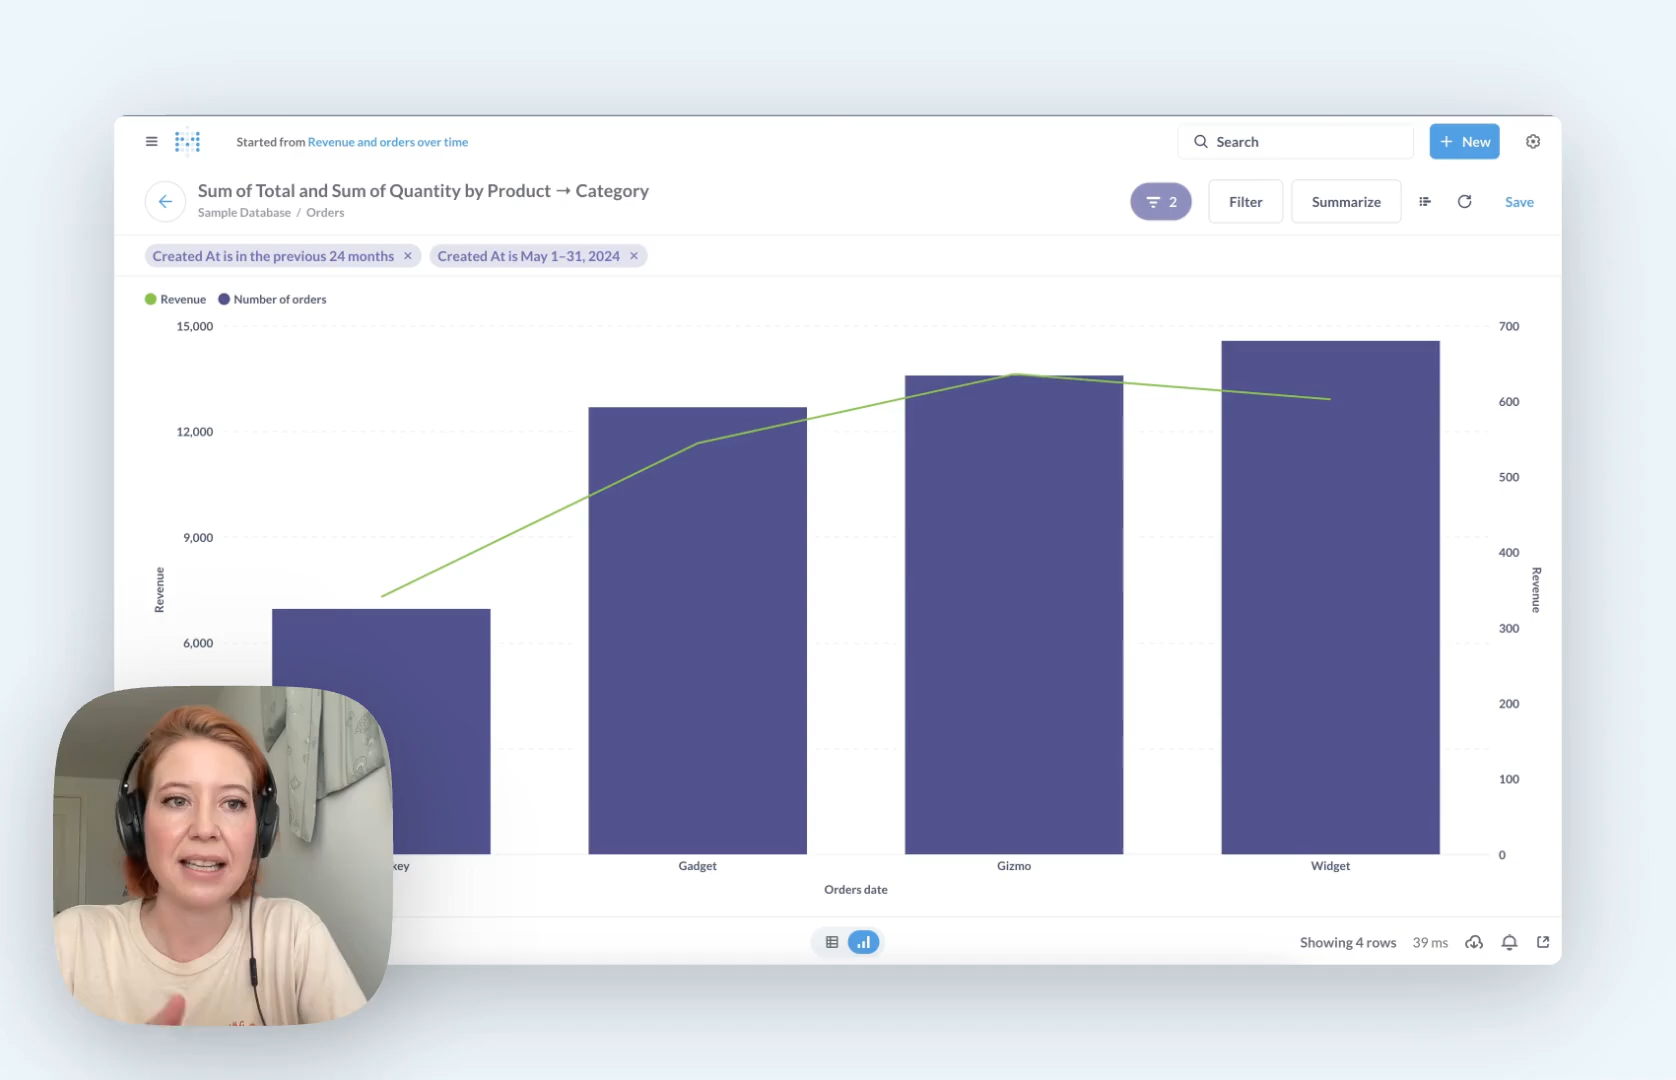 Started from Revenue and orders over time
Search
+ New
Sum of Total and Sum of Quantity by Product → Category
Sample Database / Orders
2
Filter
Summarize
Save
Created At is in the previous 24 months ×
Created At is May 1–31, 2024 ×
Revenue
Number of orders
15,000
12,000
9,000
6,000
Revenue
700
600
500
400
300
200
100
0
Revenue
key
Gadget
Gizmo
Widget
Orders date
Showing 4 rows
39 ms